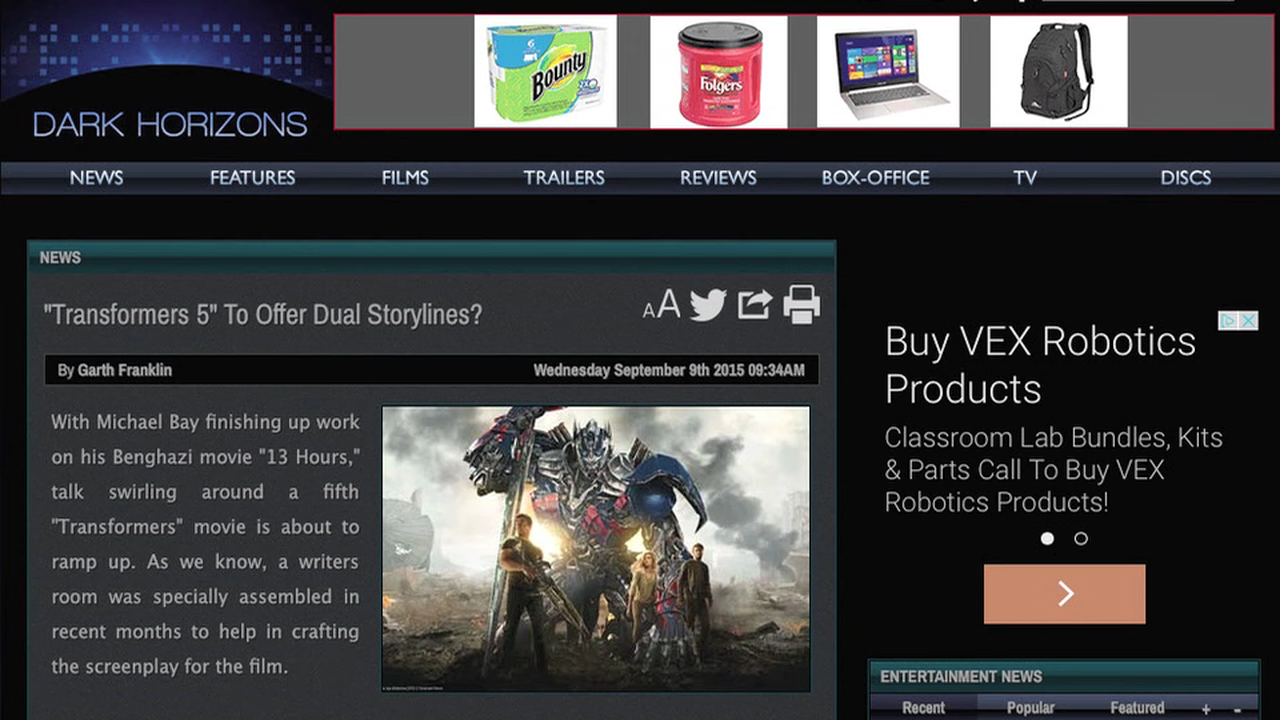 DARK HORIZONS
Bounty
Folgers
NEWS FEATURES FILMS TRAILERS REVIEWS BOX-OFFICE TV DISCS
NEWS
"Transformers 5" To Offer Dual Storylines?
AA
By Garth Franklin Wednesday September 9th 2015 09:34AM
With Michael Bay finishing up work
on his Benghazi movie "13 Hours,"
talk swirling around a fifth
"Transformers" movie is about to
ramp up. As we know, a writers
room was specially assembled in
recent months to help in crafting
the screenplay for the film.
Buy VEX Robotics
Products
Classroom Lab Bundles, Kits
& Parts Call To Buy VEX
Robotics Products!
ENTERTAINMENT NEWS
Recent Popular Featured + -